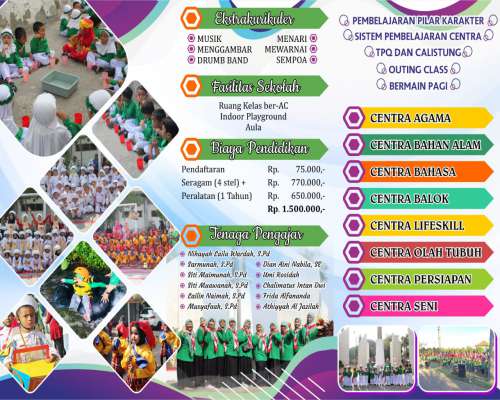 Ekstrakurikuler
MUSIK
MENARI
MENGGAMBAR
MEWARNAI
DRUMB BAND
SEMPOA
Fasilitas Sekolah
Ruang Kelas ber-AC
Indoor Playground
Aula
Biaya Pendidikan
Pendaftaran Rp. 75.000,-
Seragam (4 stel) + Rp. 770.000,-
Peralatan (1 Tahun) Rp. 650.000,-
Rp. 1.500.000,-
Tenaga Pengajar
Nihayah Laila Wardah, S.Pd
Sarmunah, S.Pd
Siti Maimunah, S.Pd
Siti Muawanah, S.Pd
Lailin Naimah, S.Pd
Musyafaah, S.Pd
Dian Aini Nabila, SE
Umi Rosidah
Chalimatus Intan Dwi
Frida Alfananda
Athiyyah Al Jazilah
PEMBELAJARAN PILAR KARAKTER
SISTEM PEMBELAJARAN CENTRA
TPQ DAN CALISTUNG
OUTING CLASS
BERMAIN PAGI
CENTRA AGAMA
CENTRA BAHAN ALAM
CENTRA BAHASA
CENTRA BALOK
CENTRA LIFESKILL
CENTRA OLAH TUBUH
CENTRA PERSIAPAN
CENTRA SENI